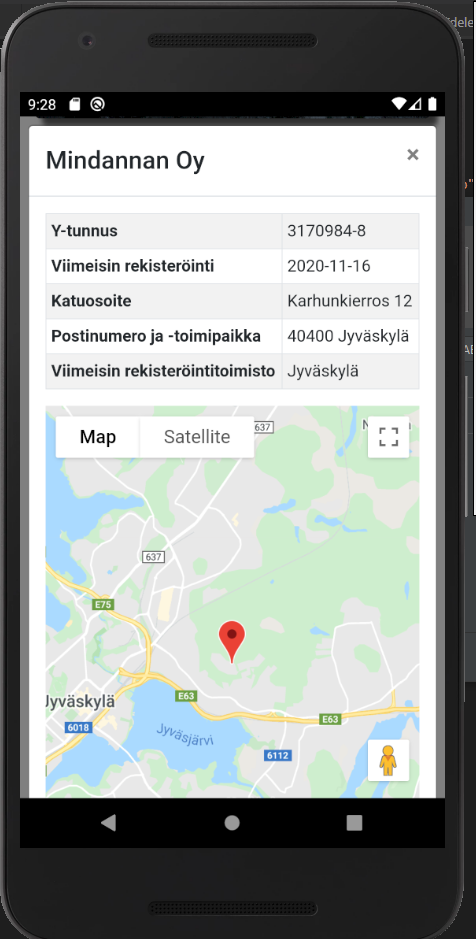 dele
9:28
Mindannan Oy ×
Y-tunnus 3170984-8
Viimeisin rekisteröinti 2020-11-16
Katuosoite Karhunkierros 12
Postinumero ja -toimipaikka 40400 Jyväskylä
Viimeisin rekisteröintitoimisto Jyväskylä
Map Satellite
637
637
E75
E63
Jyväskylä
6018
Jyväsjärvi
E63
6112